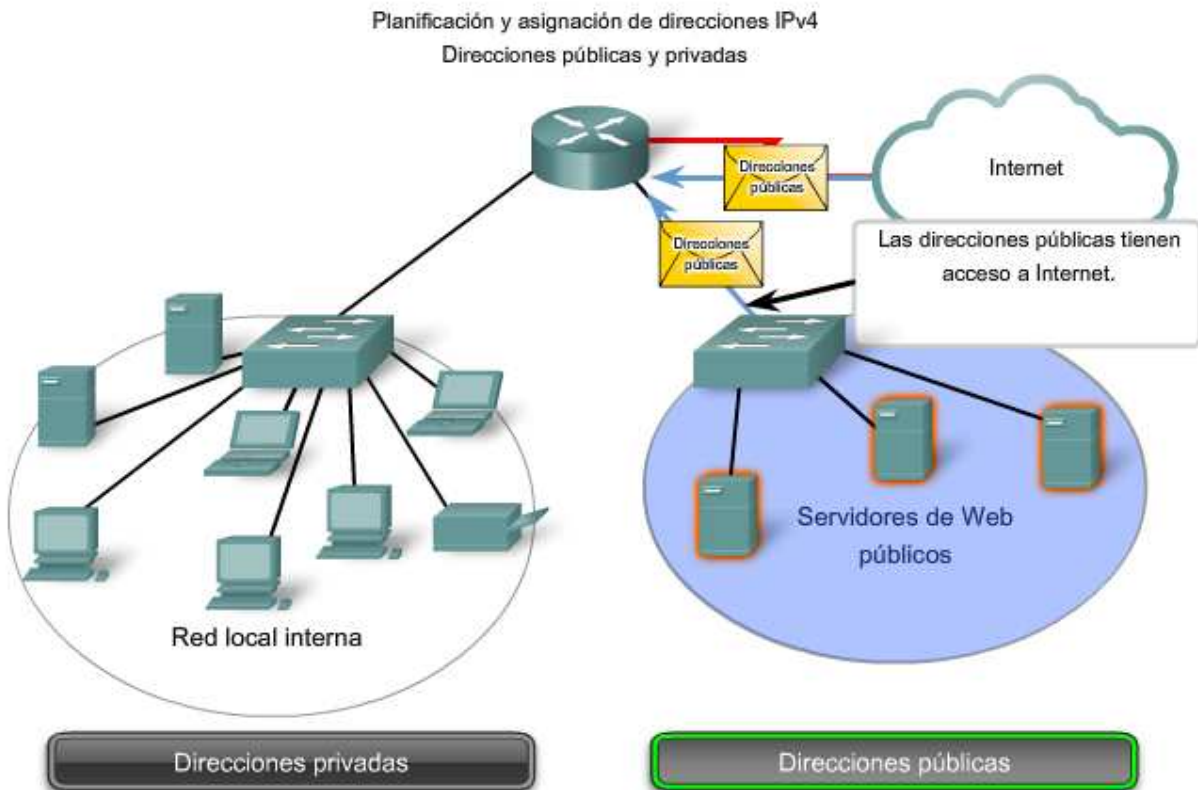 Planificación y asignación de direcciones IPv4
Direcciones públicas y privadas
Direcciones
públicas
Internet
Direcciones
públicas
Las direcciones públicas tienen
acceso a Internet.
Servidores de Web
públicos
Red local interna
Direcciones privadas
Direcciones públicas